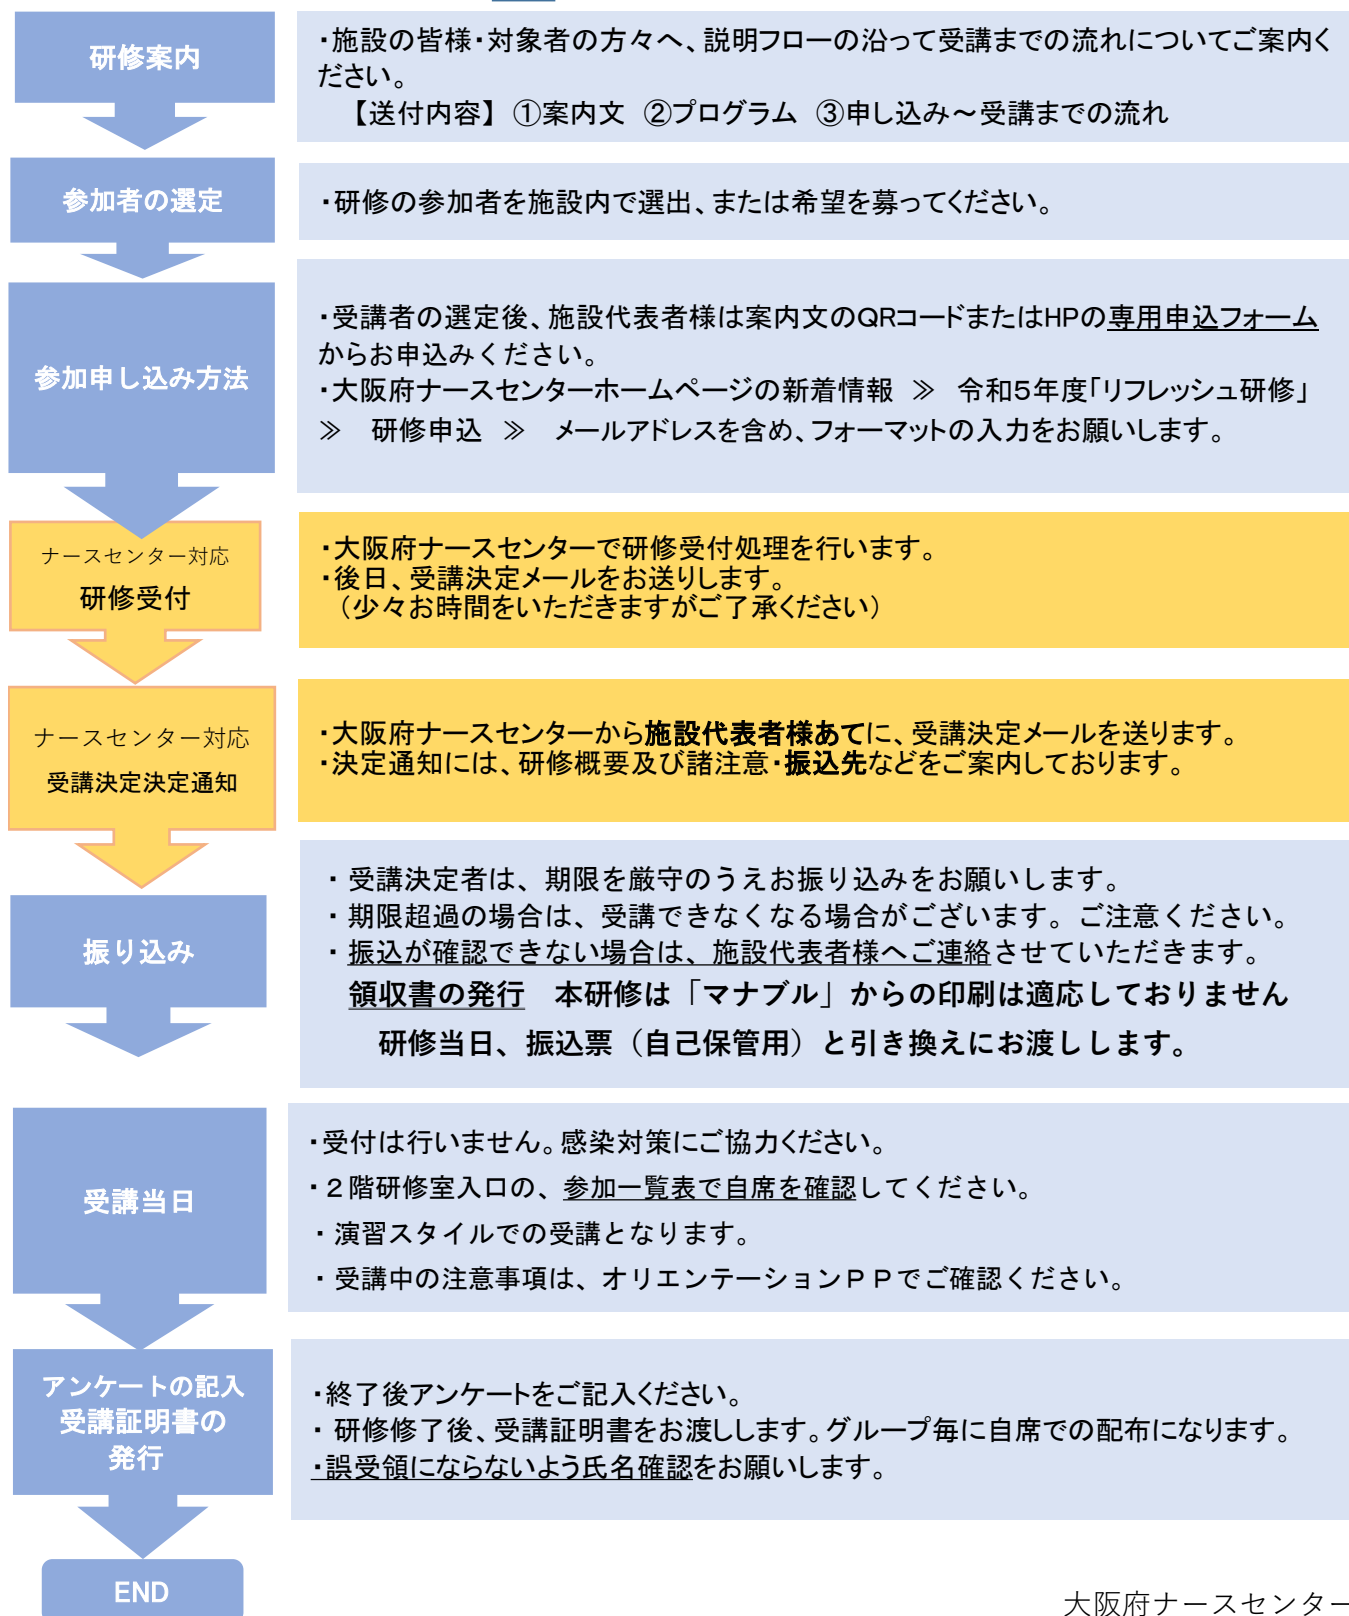 研修案内
・施設の皆様・対象者の方々へ、説明フローの沿って受講までの流れについてご案内く
ださい。
【送付内容】 ①案内文 ②プログラム ③申し込み～受講までの流れ
参加者の選定
・研修の参加者を施設内で選出、または希望を募ってください。
参加申し込み方法
・受講者の選定後、施設代表者様は案内文のQRコードまたはHPの専用申込フォーム
からお申込みください。
・大阪府ナースセンターホームページの新着情報 ≫ 令和5年度「リフレッシュ研修」
≫ 研修申込 ≫ メールアドレスを含め、フォーマットの入力をお願いします。
ナースセンター対応
研修受付
・大阪府ナースセンターで研修受付処理を行います。
・後日、受講決定メールをお送りします。
（少々お時間をいただきますがご了承ください）
ナースセンター対応
受講決定決定通知
・大阪府ナースセンターから施設代表者様あてに、受講決定メールを送ります。
・決定通知には、研修概要及び諸注意・振込先などをご案内しております。
振り込み
・受講決定者は、期限を厳守のうえお振り込みをお願いします。
・期限超過の場合は、受講できなくなる場合がございます。ご注意ください。
・振込が確認できない場合は、施設代表者様へご連絡させていただきます。
領収書の発行 本研修は「マナブル」からの印刷は適応しておりません
研修当日、振込票（自己保管用）と引き換えにお渡しします。
受講当日
・受付は行いません。感染対策にご協力ください。
・２階研修室入口の、参加一覧表で自席を確認してください。
・演習スタイルでの受講となります。
・受講中の注意事項は、オリエンテーションＰＰでご確認ください。
アンケートの記入
受講証明書の
発行
・終了後アンケートをご記入ください。
・研修修了後、受講証明書をお渡しします。グループ毎に自席での配布になります。
・誤受領にならないよう氏名確認をお願いします。
END
大阪府ナースセンター